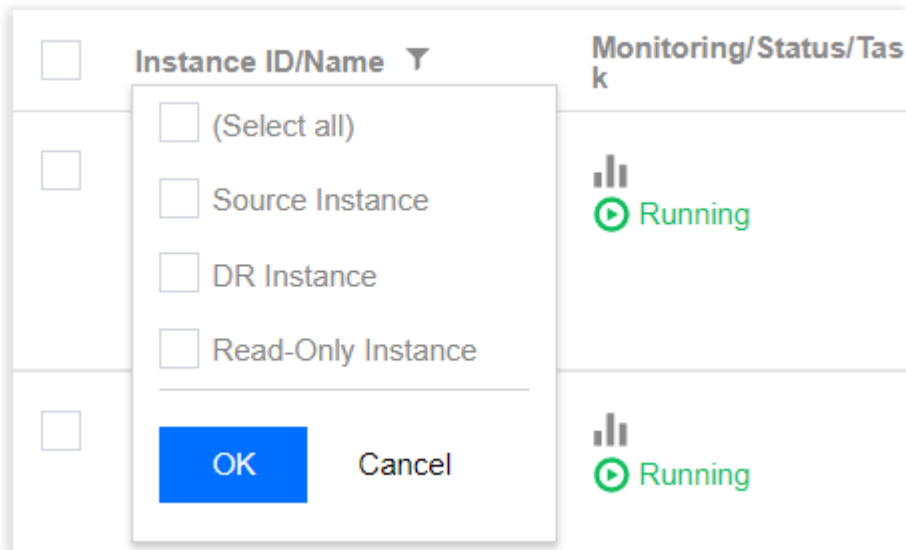 Instance ID/Name
Monitoring/Status/Tas
k
(Select all)
Source Instance
DR Instance
Read-Only Instance
OK
Cancel
Running
Running